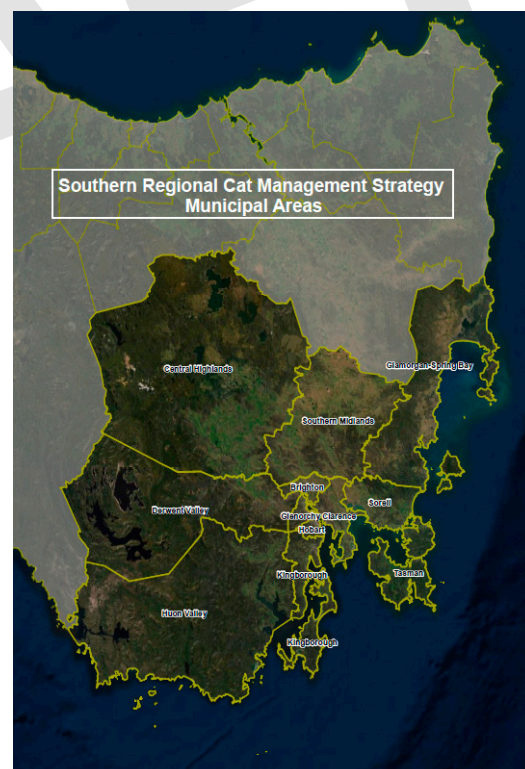 Southern Regional Cat Management Strategy
Municipal Areas
Central Highlands
Glamorgan-Spring Bay
Southern Midlands
Brighton
Sorell
Derwent Valley
Glenorchy
Clarence
Hobart
Kingborough
Tasman
Huon Valley
Kingborough